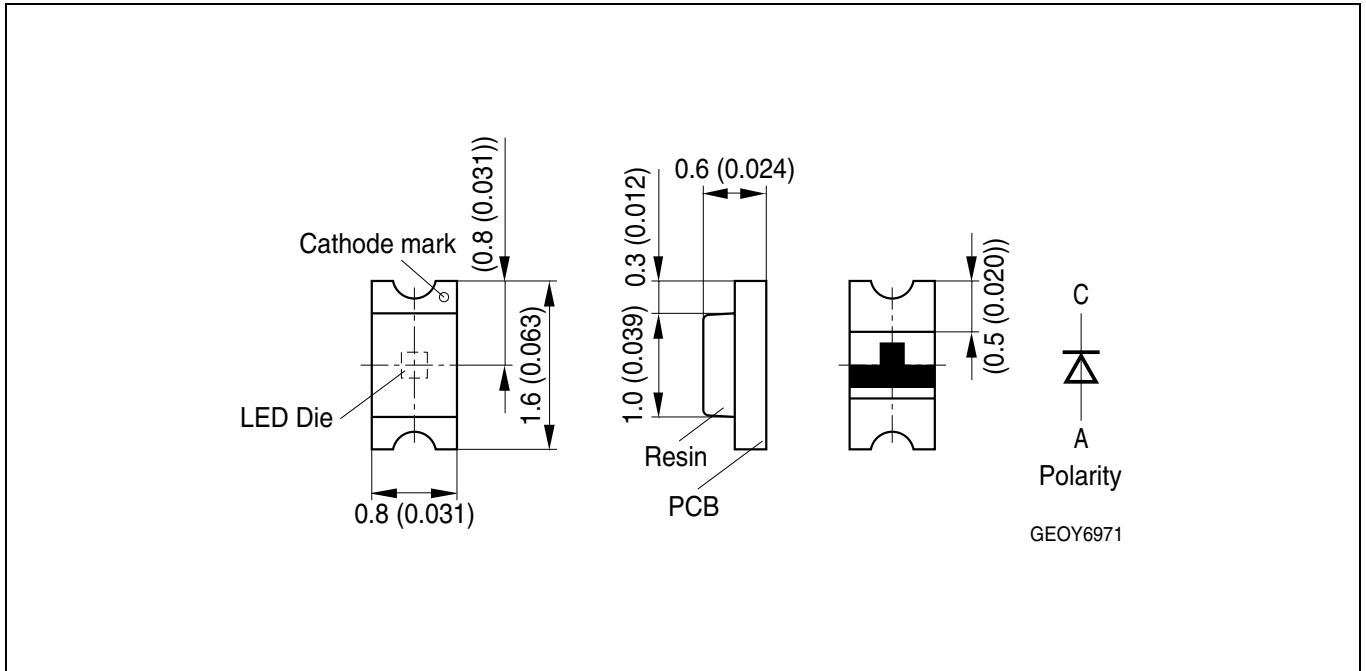 Cathode mark
LED Die
(0.8 (0.031))
1.6 (0.063)
0.8 (0.031)
0.6 (0.024)
0.3 (0.012)
1.0 (0.039)
Resin
PCB
(0.5 (0.020))
C
A
Polarity
GEOY6971